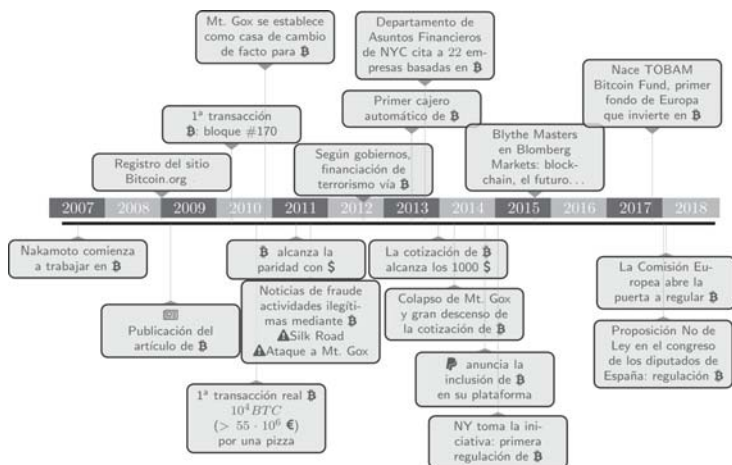 Mt. Gox se establece
como casa de cambio
de facto para ₿
Departamento de
Asuntos Financieros
de NYC cita a 22 em-
presas basadas en ₿
Nace TOBAM
Bitcoin Fund, primer
fondo de Europa
que invierte en ₿
1ª transacción
₿: bloque #170
Primer cajero
automático de ₿
Blythe Masters
en Blomberg
Markets: block-
chain, el futuro...
Registro del sitio
Bitcoin.org
Según gobiernos,
financiación de
terrorismo vía ₿
2007 2008 2009 2010 2011 2012 2013 2014 2015 2016 2017 2018
Nakamoto comienza
a trabajar en ₿
₿ alcanza la
paridad con $
La cotización de ₿
alcanza los 1000 $
La Comisión Eu-
ropea abre la
puerta a regular ₿
Publicación del
artículo de ₿
Noticias de fraude
actividades ilegíti-
mas mediante ₿
⚠Silk Road
⚠Ataque a Mt. Gox
Colapso de Mt. Gox
y gran descenso de
la cotización de ₿
Proposición No de
Ley en el congreso
de los diputados de
España: regulación ₿
anuncia la
inclusión de ₿
en su plataforma
1ª transacción real ₿
10⁴BTC
(> 55 · 10⁶ €)
por una pizza
NY toma la ini-
ciativa: primera
regulación de ₿